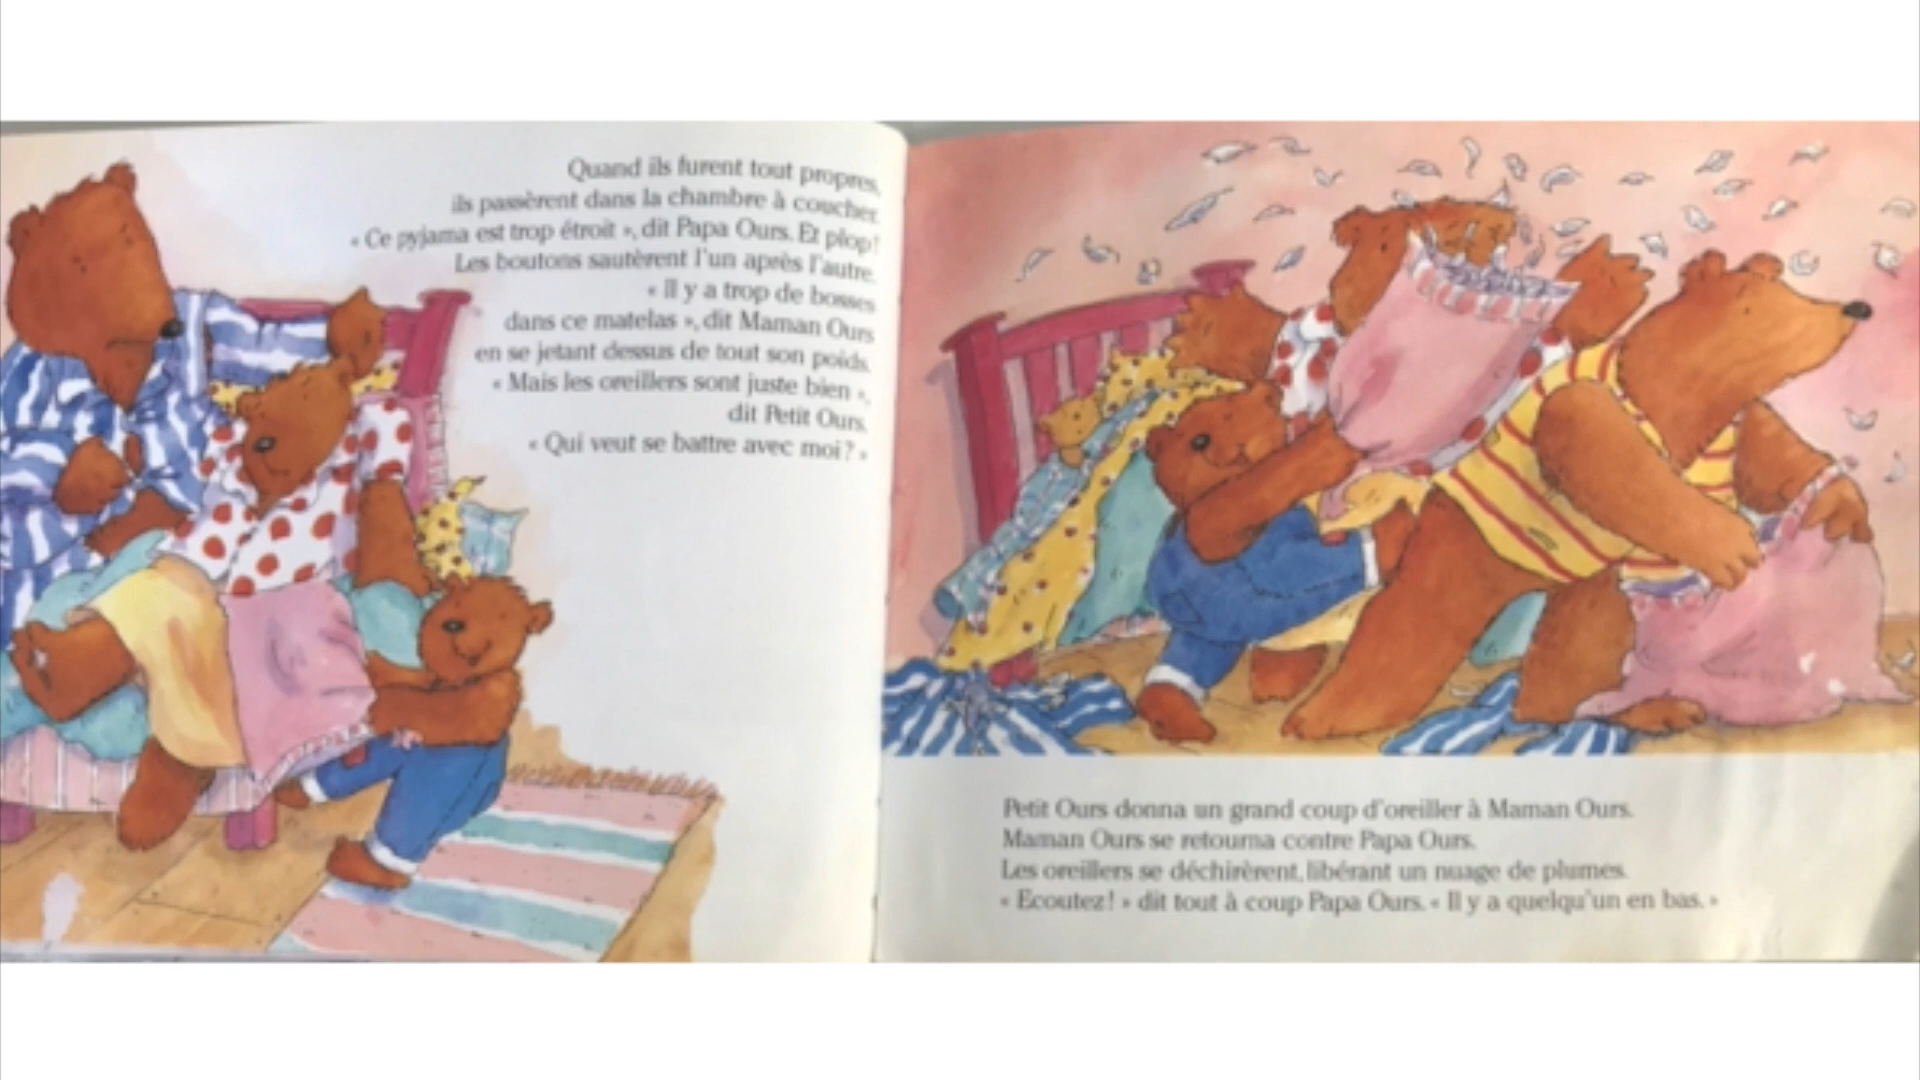 Quand ils furent tout propres,
ils passèrent dans la chambre à coucher.
« Ce pyjama est trop étroit », dit Papa Ours. Et plop!
Les boutons sautèrent l'un après l'autre.
« Il y a trop de bosses
dans ce matelas », dit Maman Ours
en se jetant dessus de tout son poids.
« Mais les oreillers sont juste bien »,
dit Petit Ours.
« Qui veut se battre avec moi? »
Petit Ours donna un grand coup d'oreiller à Maman Ours.
Maman Ours se retourna contre Papa Ours.
Les oreillers se déchirèrent, libérant un nuage de plumes.
« Ecoutez! » dit tout à coup Papa Ours. « Il y a quelqu'un en bas. »